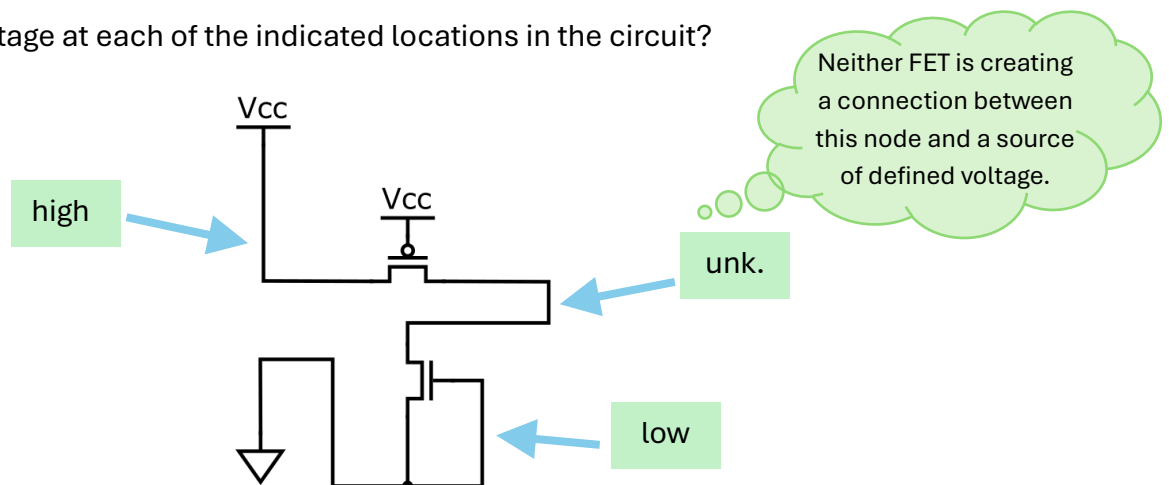 at each of the indicated locations in the circuit?
Neither FET is creating
a connection between
this node and a source
of defined voltage.
Vcc
Vcc
high
unk.
low